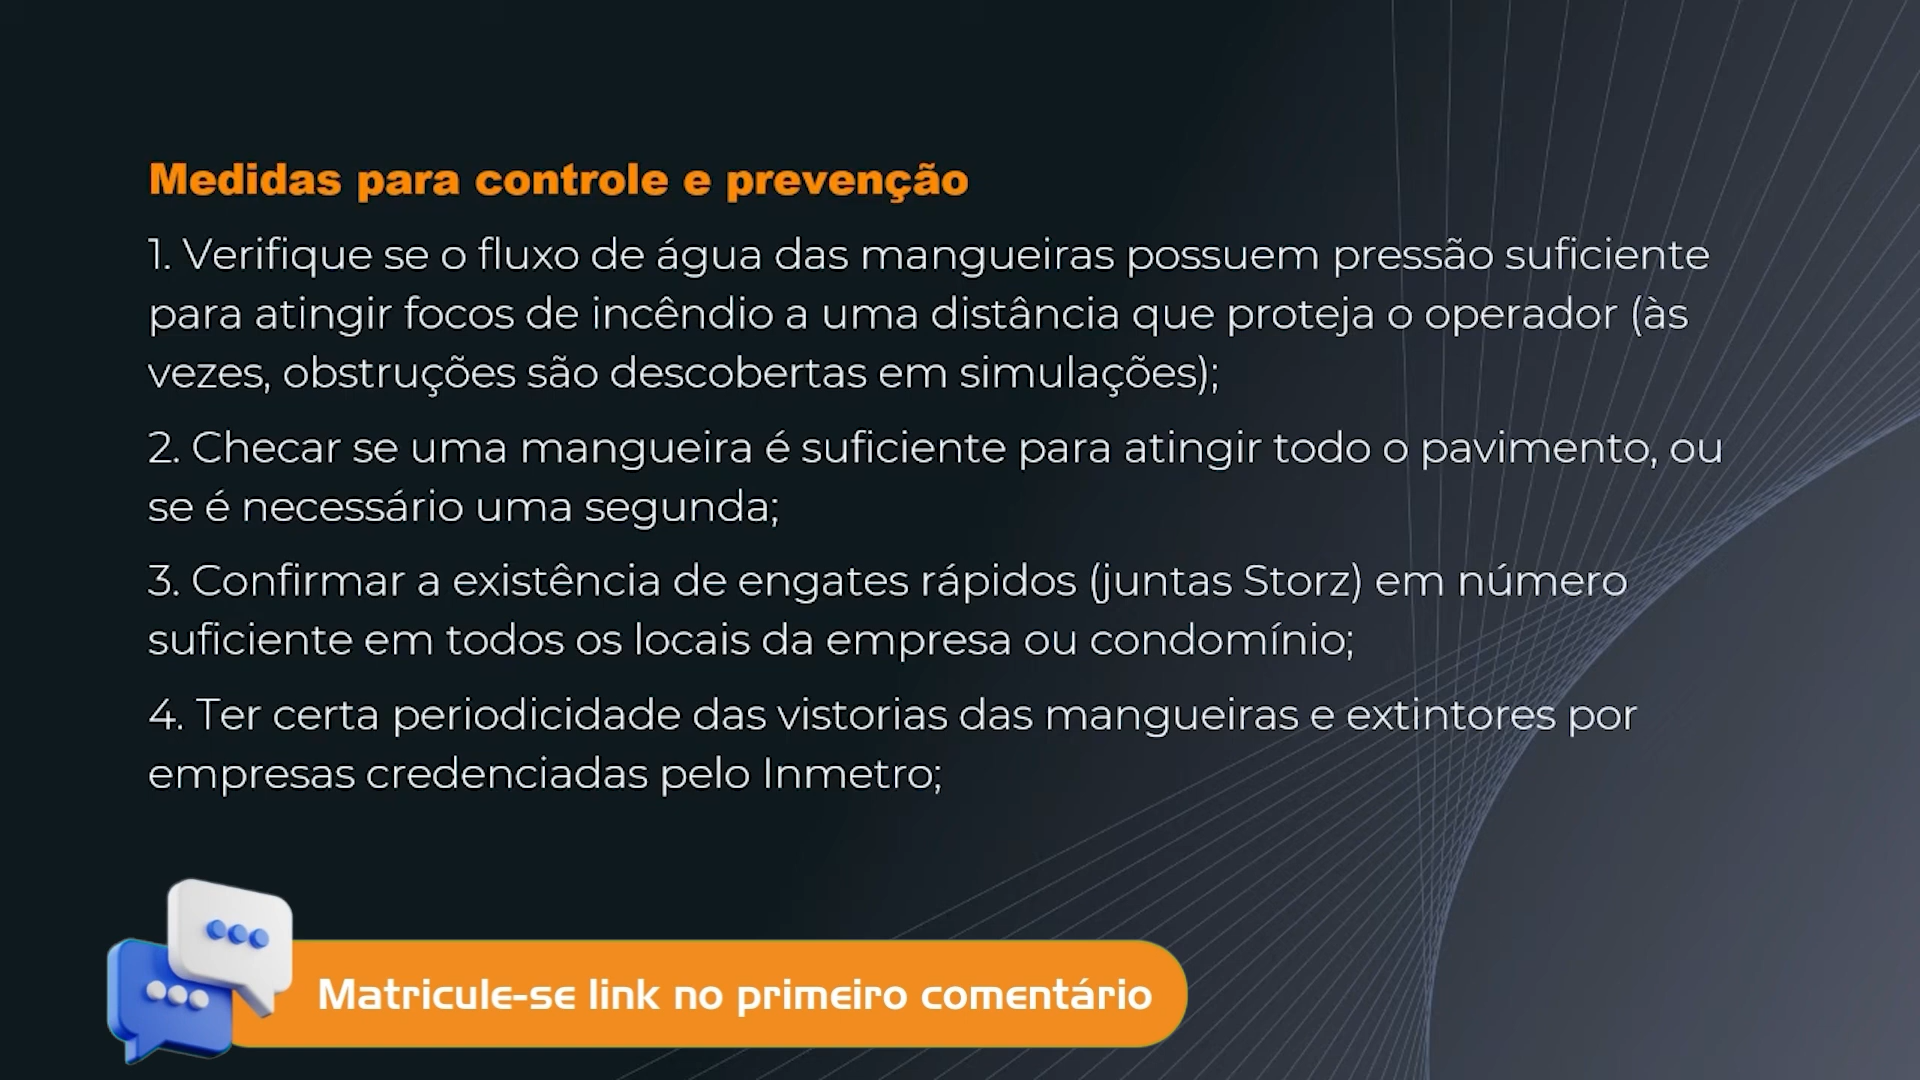 Medidas para controle e prevenção
1. Verifique se o fluxo de água das mangueiras possuem pressão suficiente
para atingir focos de incêndio a uma distância que proteja o operador (às
vezes, obstruções são descobertas em simulações);
2. Checar se uma mangueira é suficiente para atingir todo o pavimento, ou
se é necessário uma segunda;
3. Confirmar a existência de engates rápidos (juntas Storz) em número
suficiente em todos os locais da empresa ou condomínio;
4. Ter certa periodicidade das vistorias das mangueiras e extintores por
empresas credenciadas pelo Inmetro;
Matricule-se link no primeiro comentário